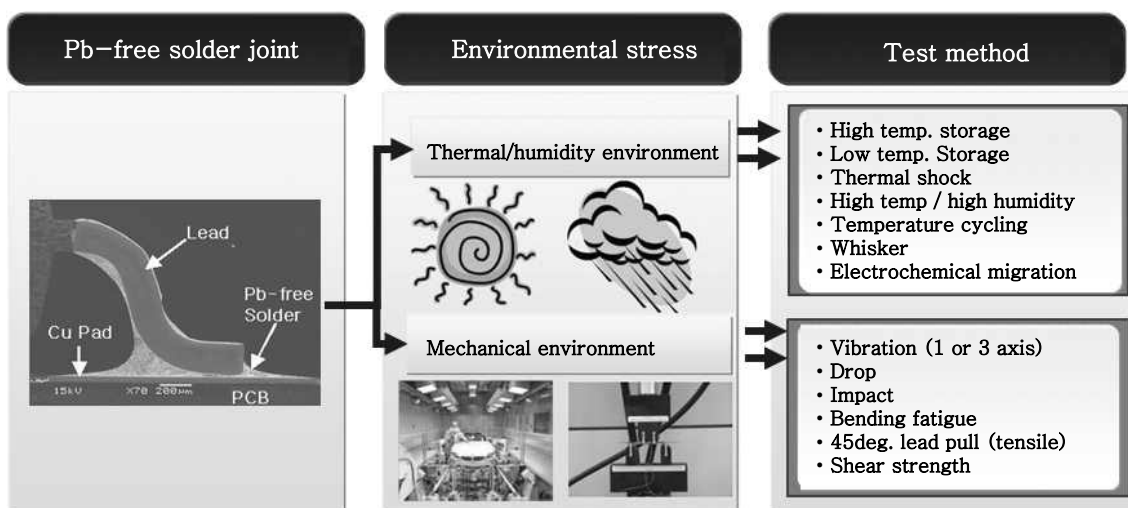 Pb-free solder joint
Environmental stress
Test method
Lead
Pb-free
Solder
Cu Pad
15kV X70 200μm
PCB
Thermal/humidity environment
Mechanical environment
· High temp. storage
· Low temp. Storage
· Thermal shock
· High temp / high humidity
· Temperature cycling
· Whisker
· Electrochemical migration
· Vibration (1 or 3 axis)
· Drop
· Impact
· Bending fatigue
· 45deg. lead pull (tensile)
· Shear strength